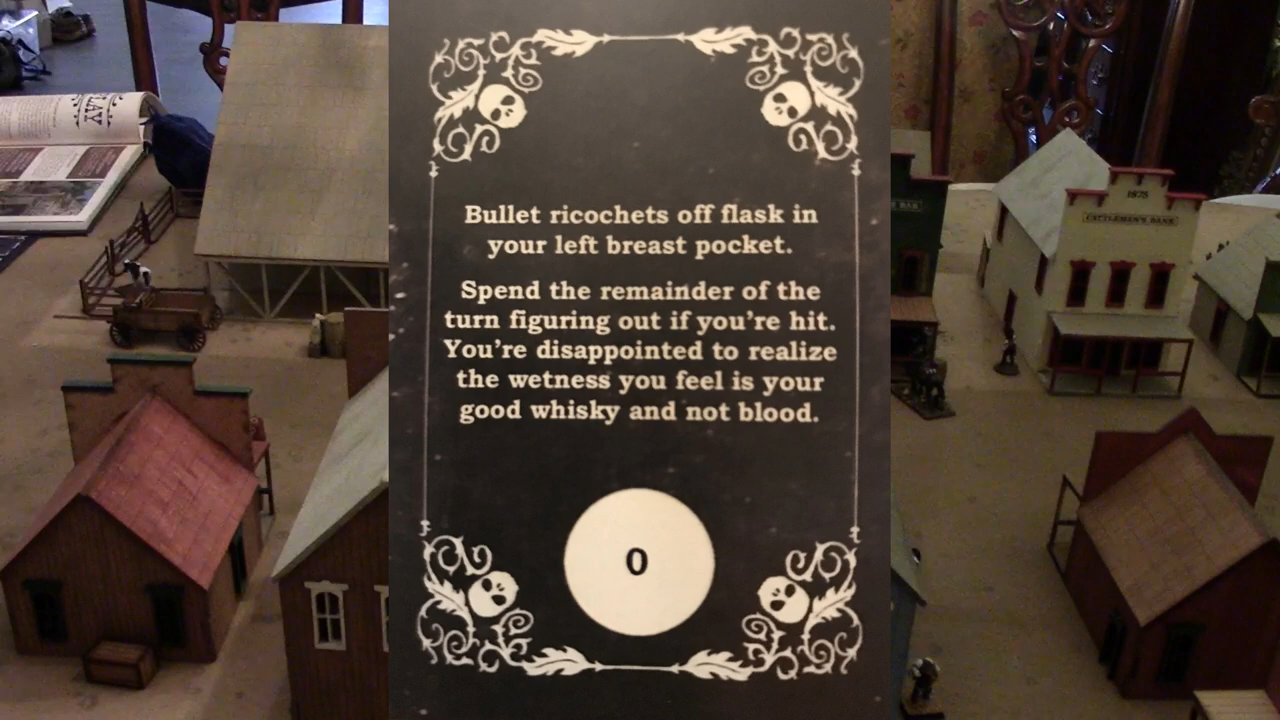 PLAY
Bullet ricochets off flask in
your left breast pocket.
Spend the remainder of the
turn figuring out if you're hit.
You're disappointed to realize
the wetness you feel is your
good whisky and not blood.
0
1875
CATTLEMEN'S BANK